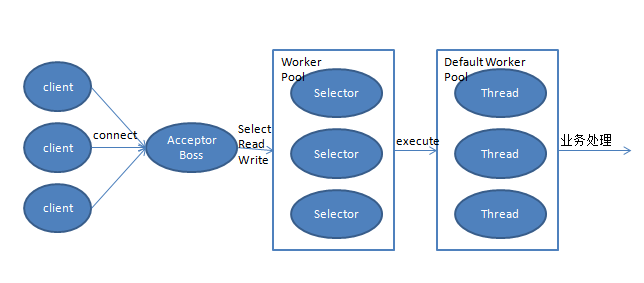 client
client
client
connect
Acceptor
Boss
Select
Read
Write
Worker
Pool
Selector
Selector
Selector
execute
Default Worker
Pool
Thread
Thread
Thread
业务处理